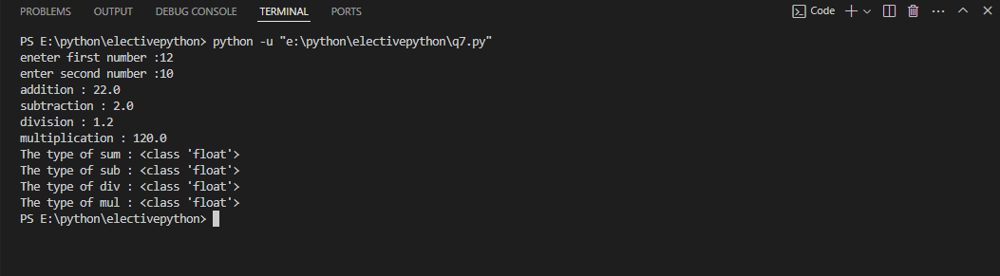 PROBLEMS OUTPUT DEBUG CONSOLE TERMINAL PORTS Code
PS E:\python\electivepython> python -u "e:\python\electivepython\q7.py"
eneter first number :12
enter second number :10
addition : 22.0
subtraction : 2.0
division : 1.2
multiplication : 120.0
The type of sum : <class 'float'>
The type of sub : <class 'float'>
The type of div : <class 'float'>
The type of mul : <class 'float'>
PS E:\python\electivepython>